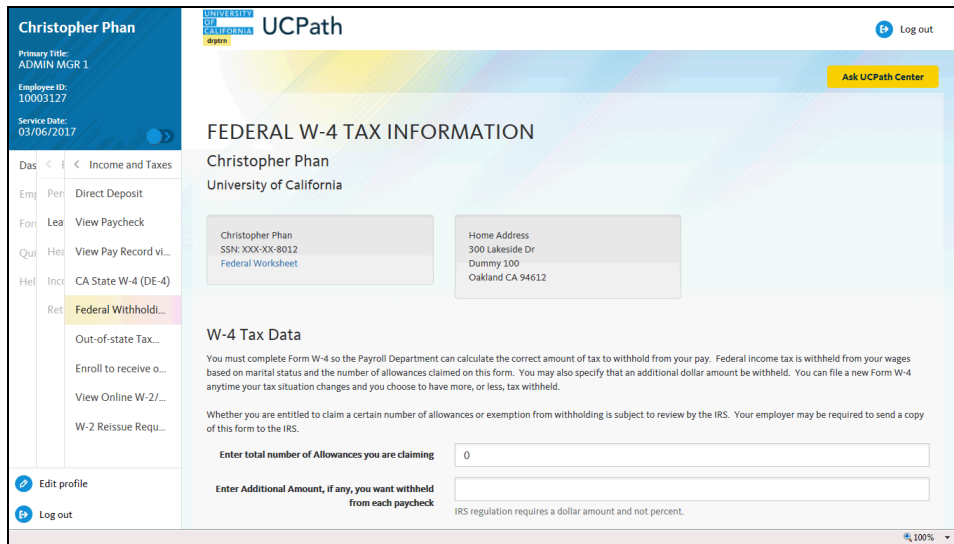 Christopher Phan
Primary Title:
ADMIN MGR 1
Employee ID:
10003127
Service Date:
03/06/2017
UNIVERSITY
OF
CALIFORNIA
drptrn
UCPath
Log out
Ask UCPath Center
FEDERAL W-4 TAX INFORMATION
Christopher Phan
University of California
Christopher Phan
SSN: XXX-XX-8012
Federal Worksheet
Home Address
300 Lakeside Dr
Dummy 100
Oakland CA 94612
Das
Emp
For
Qui
Hel
Per
Lea
Hea
Inco
Ret
Income and Taxes
Direct Deposit
View Paycheck
View Pay Record vi...
CA State W-4 (DE-4)
Federal Withholdi...
Out-of-state Tax...
Enroll to receive o...
View Online W-2/...
W-2 Reissue Requ...
Edit profile
Log out
W-4 Tax Data
You must complete Form W-4 so the Payroll Department can calculate the correct amount of tax to withhold from your pay. Federal income tax is withheld from your wages
based on marital status and the number of allowances claimed on this form. You may also specify that an additional dollar amount be withheld. You can file a new Form W-4
anytime your tax situation changes and you choose to have more, or less, tax withheld.
Whether you are entitled to claim a certain number of allowances or exemption from withholding is subject to review by the IRS. Your employer may be required to send a copy
of this form to the IRS.
Enter total number of Allowances you are claiming
0
Enter Additional Amount, if any, you want withheld
from each paycheck
IRS regulation requires a dollar amount and not percent.
100%